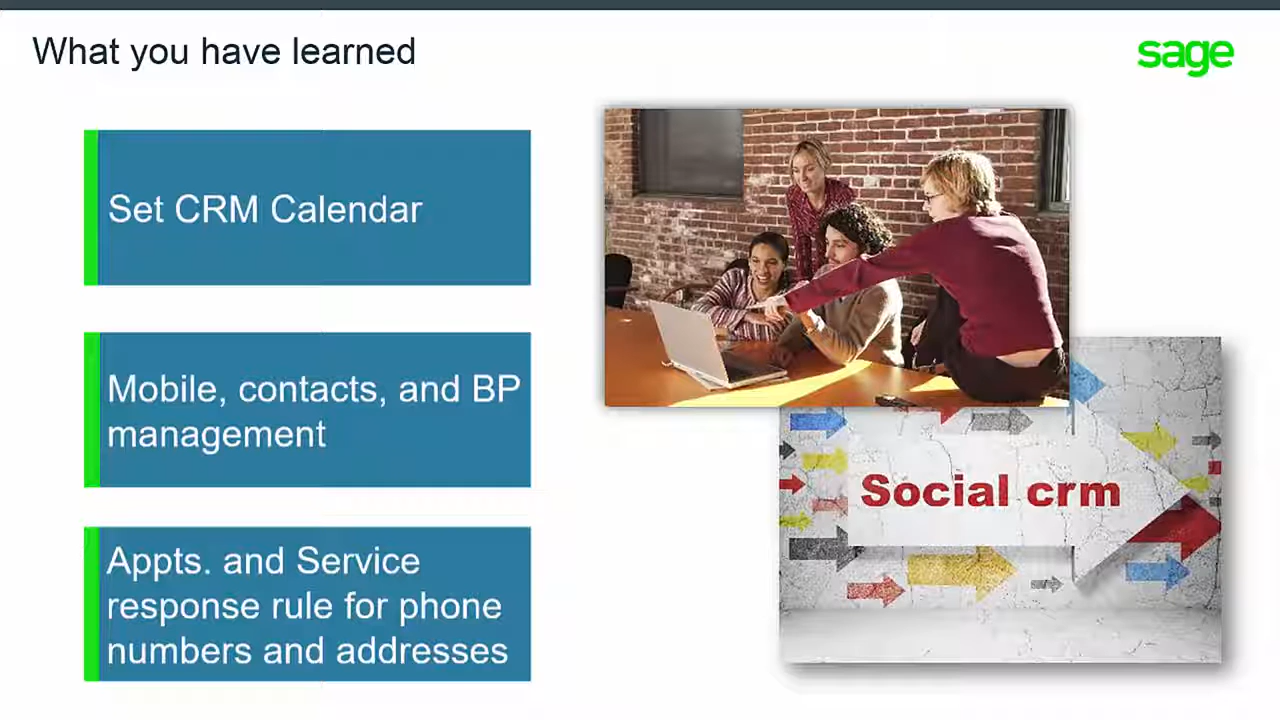 What you have learned
sage
Set CRM Calendar
Mobile, contacts, and BP
management
Appts. and Service
response rule for phone
numbers and addresses
Social crm